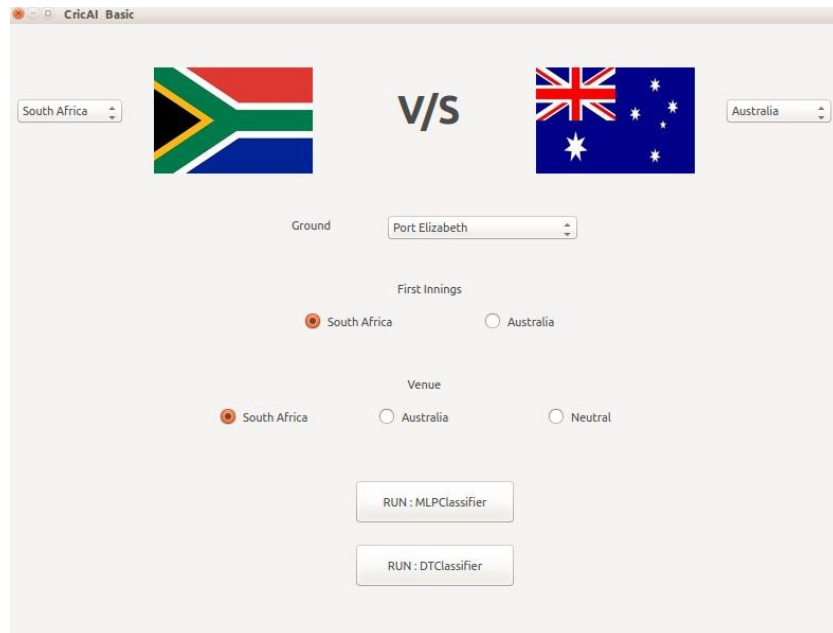 CricAI Basic
South Africa
V/S
Australia
Ground
Port Elizabeth
First Innings
South Africa
Australia
Venue
South Africa
Australia
Neutral
RUN : MLPClassifier
RUN : DTClassifier